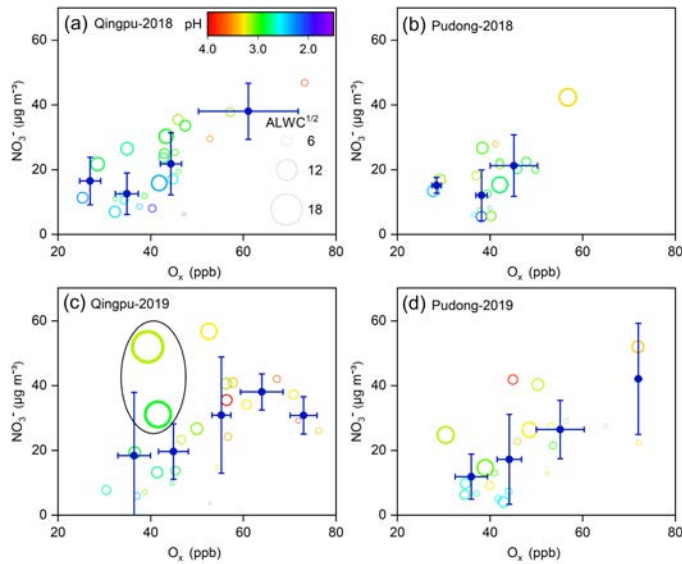 (a) Qingpu-2018
pH
4.0 3.0 2.0
ALWC^1/2
6
12
18
NO₃⁻ (µg m⁻³)
60
40
20
0
20 40 60 80
Oₓ (ppb)
(b) Pudong-2018
NO₃⁻ (µg m⁻³)
60
40
20
0
20 40 60 80
Oₓ (ppb)
(c) Qingpu-2019
NO₃⁻ (µg m⁻³)
60
40
20
0
20 40 60 80
Oₓ (ppb)
(d) Pudong-2019
NO₃⁻ (µg m⁻³)
60
40
20
0
20 40 60 80
Oₓ (ppb)